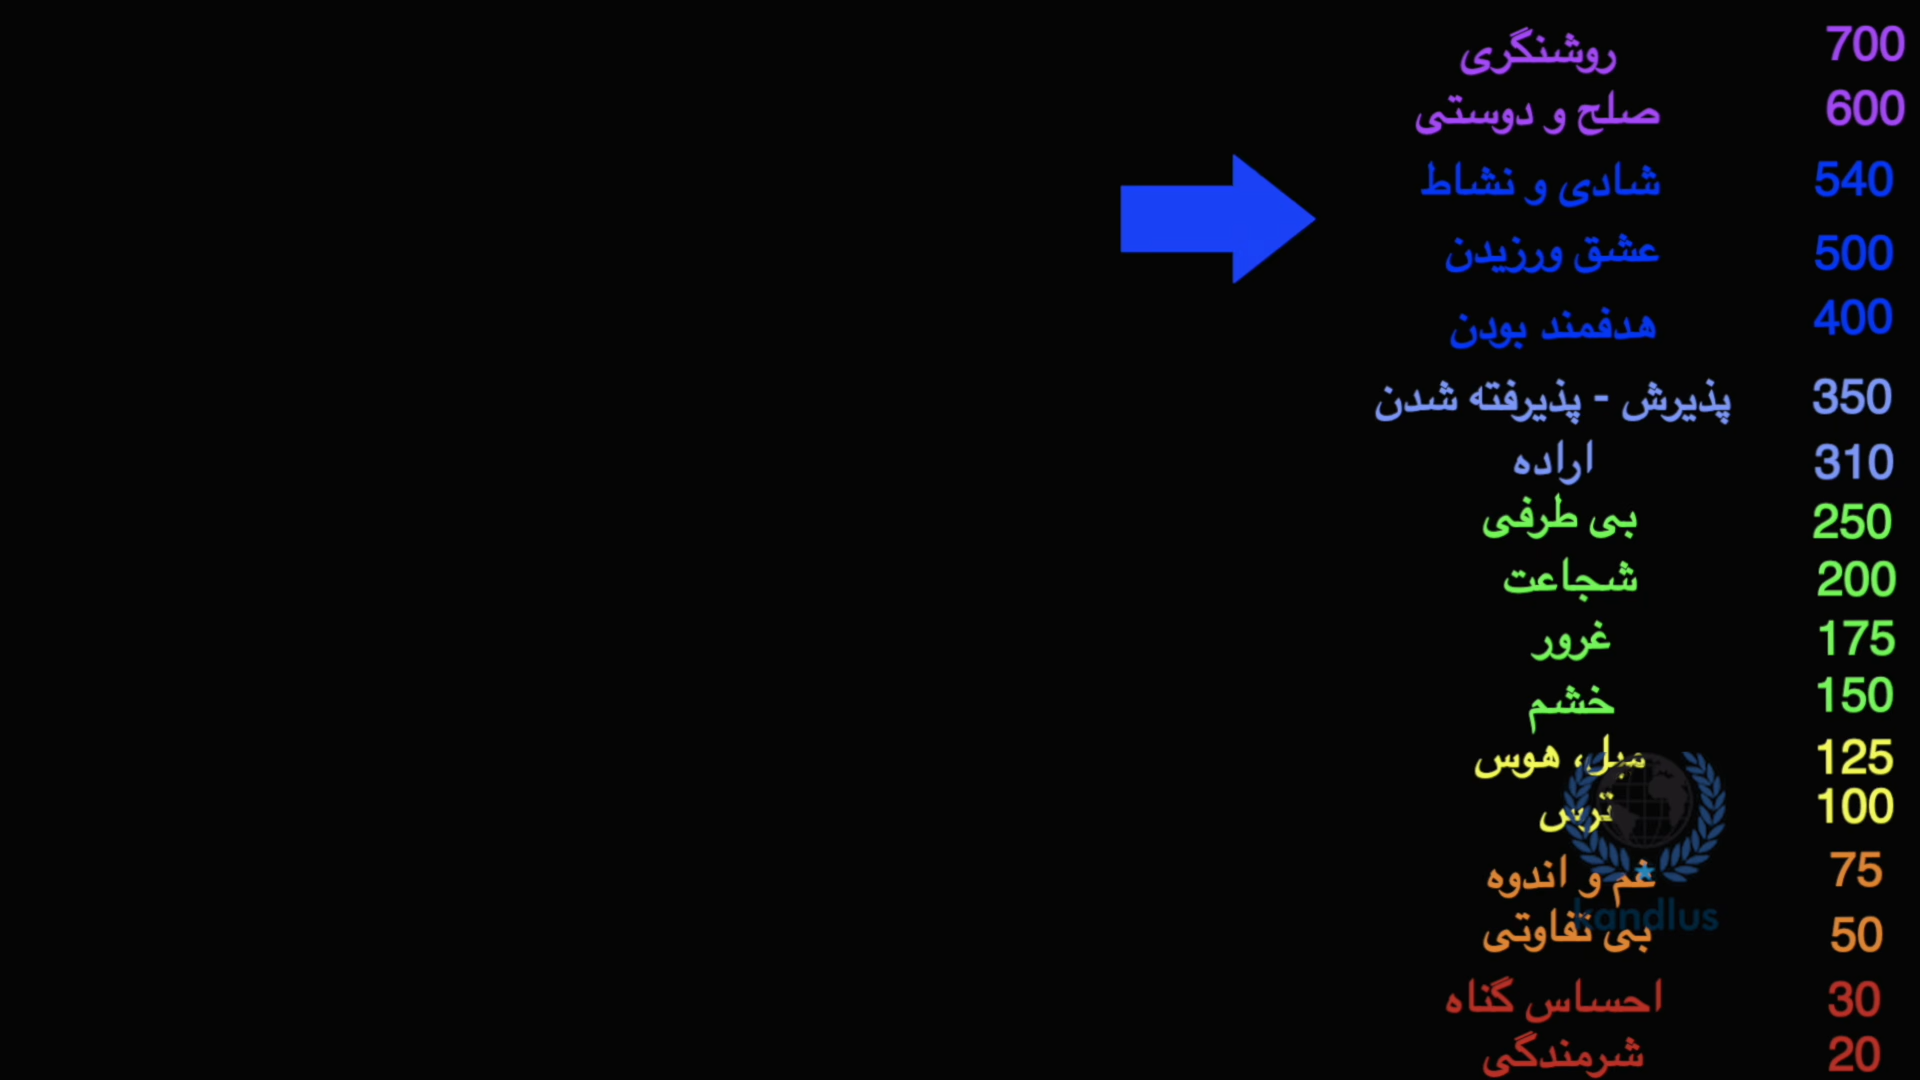 روشنگری 700
صلح و دوستی 600
شادی و نشاط 540
عشق ورزیدن 500
هدفمند بودن 400
پذیرش - پذیرفته شدن 350
اراده 310
بی طرفی 250
شجاعت 200
غرور 175
خشم 150
میل، هوس 125
ترس 100
غم و اندوه 75
kandlus
بی تفاوتی 50
احساس گناه 30
شرمندگی 20